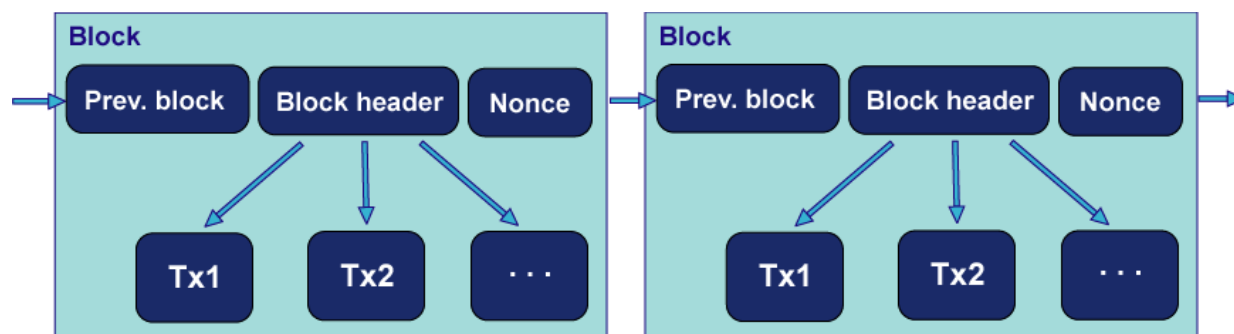 Block
Prev. block Block header Nonce
Tx1 Tx2 . . .
Block
Prev. block Block header Nonce
Tx1 Tx2 . . .